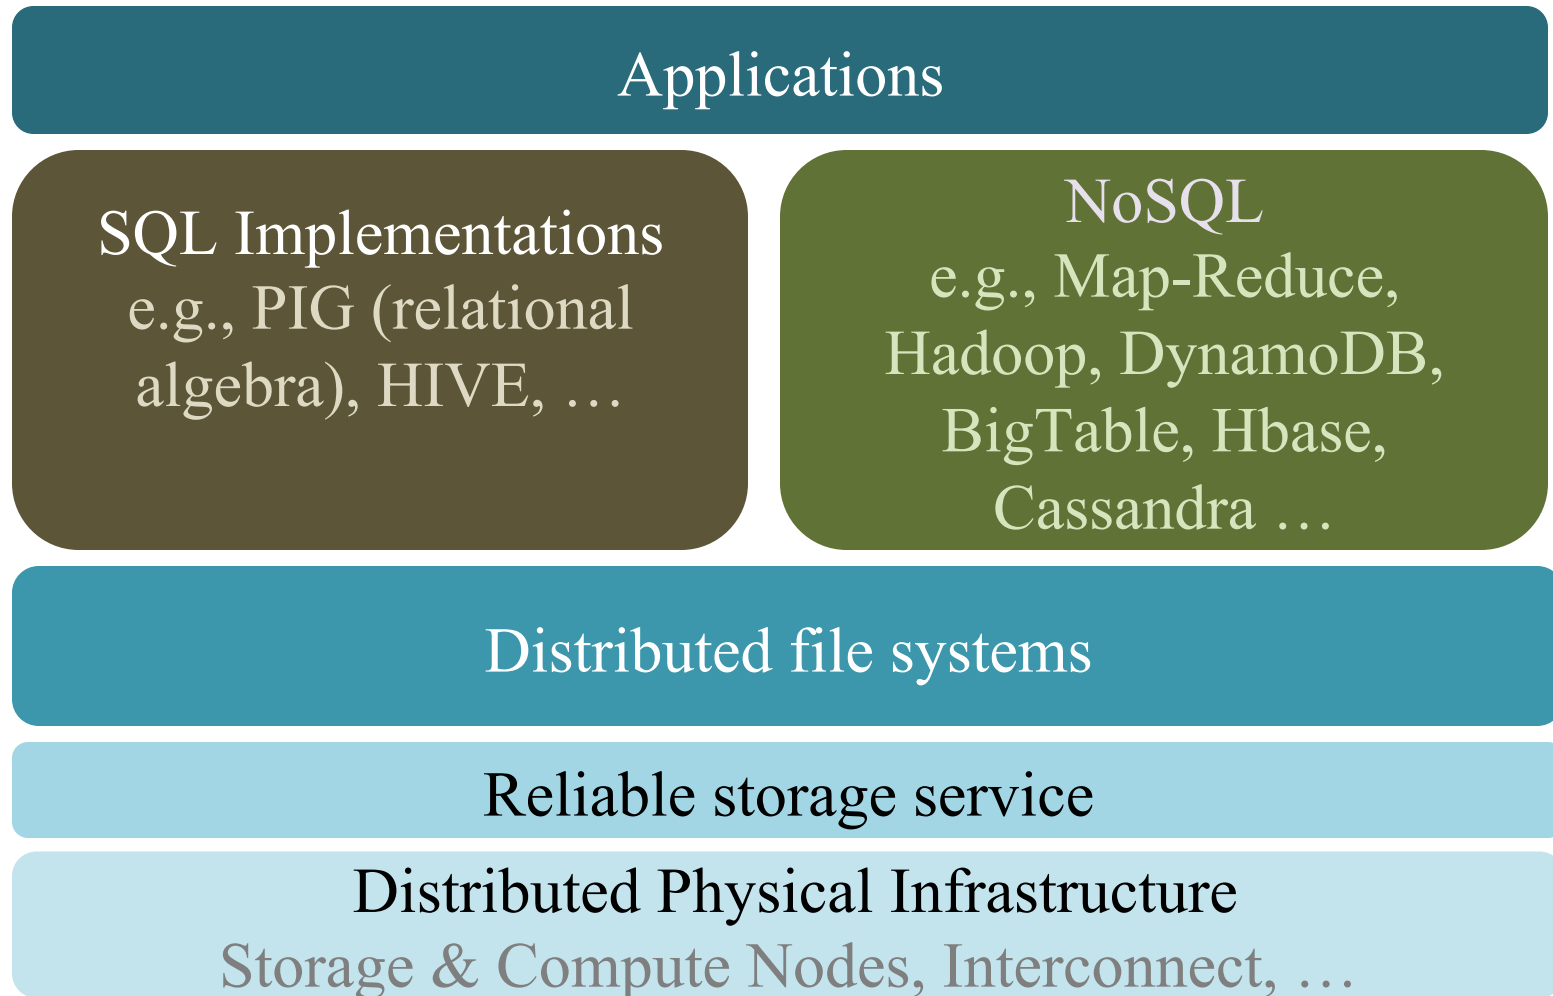 Applications
SQL Implementations
e.g., PIG (relational
algebra), HIVE, …
NoSQL
e.g., Map-Reduce,
Hadoop, DynamoDB,
BigTable, Hbase,
Cassandra …
Distributed file systems
Reliable storage service
Distributed Physical Infrastructure
Storage & Compute Nodes, Interconnect, …